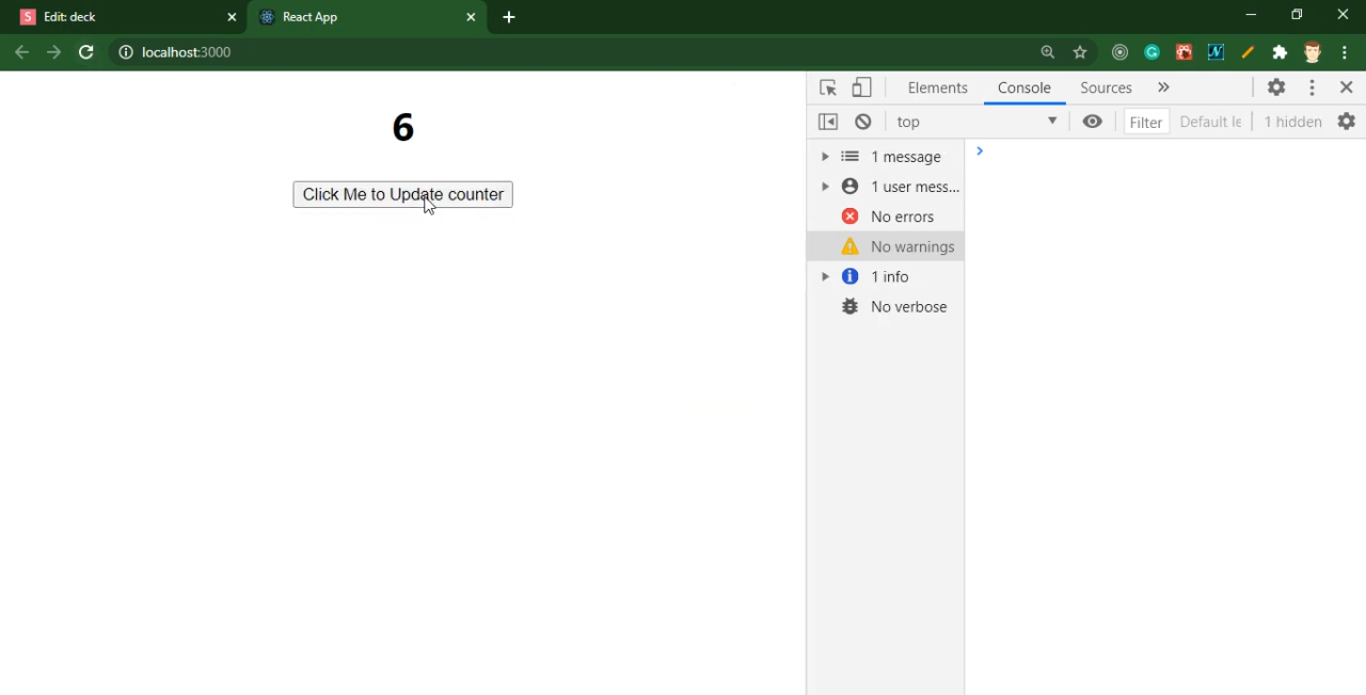 Edit: deck
React App
localhost:3000
6
Click Me to Update counter
Elements Console Sources
top Filter Default le 1 hidden
1 message
1 user mess...
No errors
No warnings
1 info
No verbose